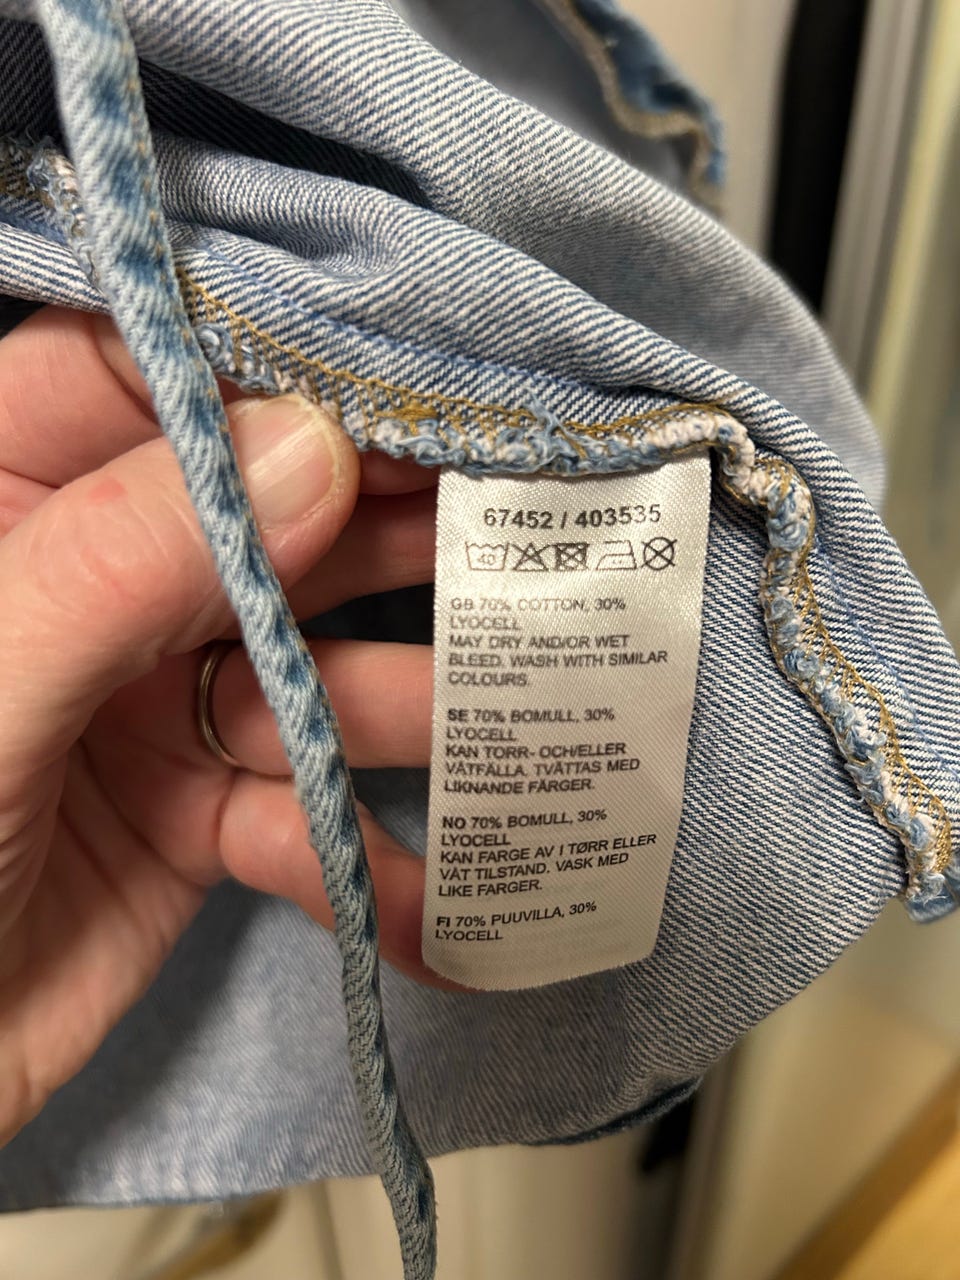 67452 / 403535
40
GB 70% COTTON, 30%
LYOCELL
MAY DRY AND/OR WET
BLEED. WASH WITH SIMILAR
COLOURS.
SE 70% BOMULL, 30%
LYOCELL
KAN TORR- OCH/ELLER
VÅTFÄLLA. TVÄTTAS MED
LIKNANDE FÄRGER.
NO 70% BOMULL, 30%
LYOCELL
KAN FARGE AV I TØRR ELLER
VÅT TILSTAND. VASK MED
LIKE FARGER.
FI 70% PUUVILLA, 30%
LYOCELL